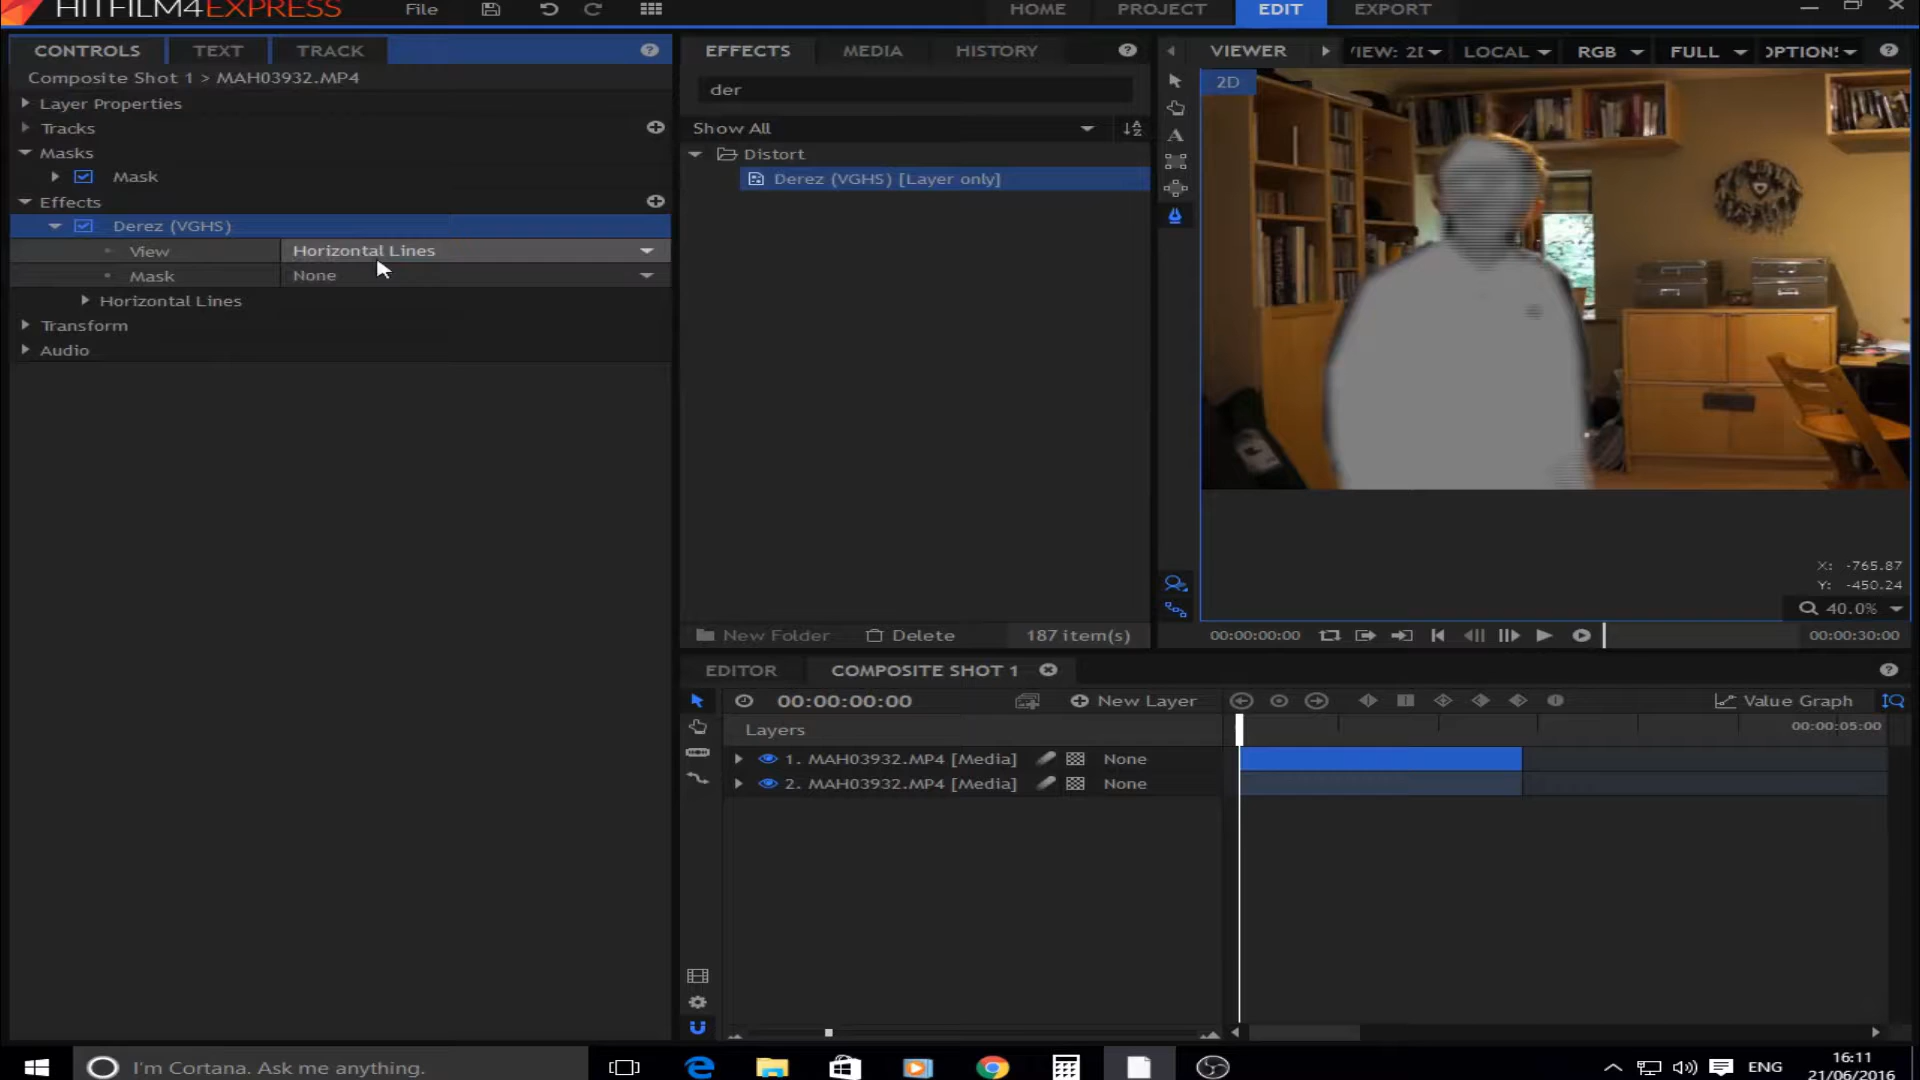 HITFILM4EXPRESS
File
HOME
PROJECT
EDIT
EXPORT
CONTROLS
TEXT
TRACK
Composite Shot 1 > MAH03932.MP4
Layer Properties
Tracks
Masks
Mask
Effects
Derez (VGHS)
View
Horizontal Lines
Mask
None
Horizontal Lines
Transform
Audio
EFFECTS
MEDIA
HISTORY
der
Show All
Distort
Derez (VGHS) [Layer only]
New Folder
Delete
187 item(s)
VIEWER
LOCAL
RGB
FULL
2D
X: -765.87
Y: -450.24
40.0%
00:00:00:00
00:00:30:00
EDITOR
COMPOSITE SHOT 1
00:00:00:00
New Layer
Value Graph
Layers
00:00:05:00
1. MAH03932.MP4 [Media]
None
2. MAH03932.MP4 [Media]
None
I'm Cortana. Ask me anything.
ENG
16:11
21/06/2016